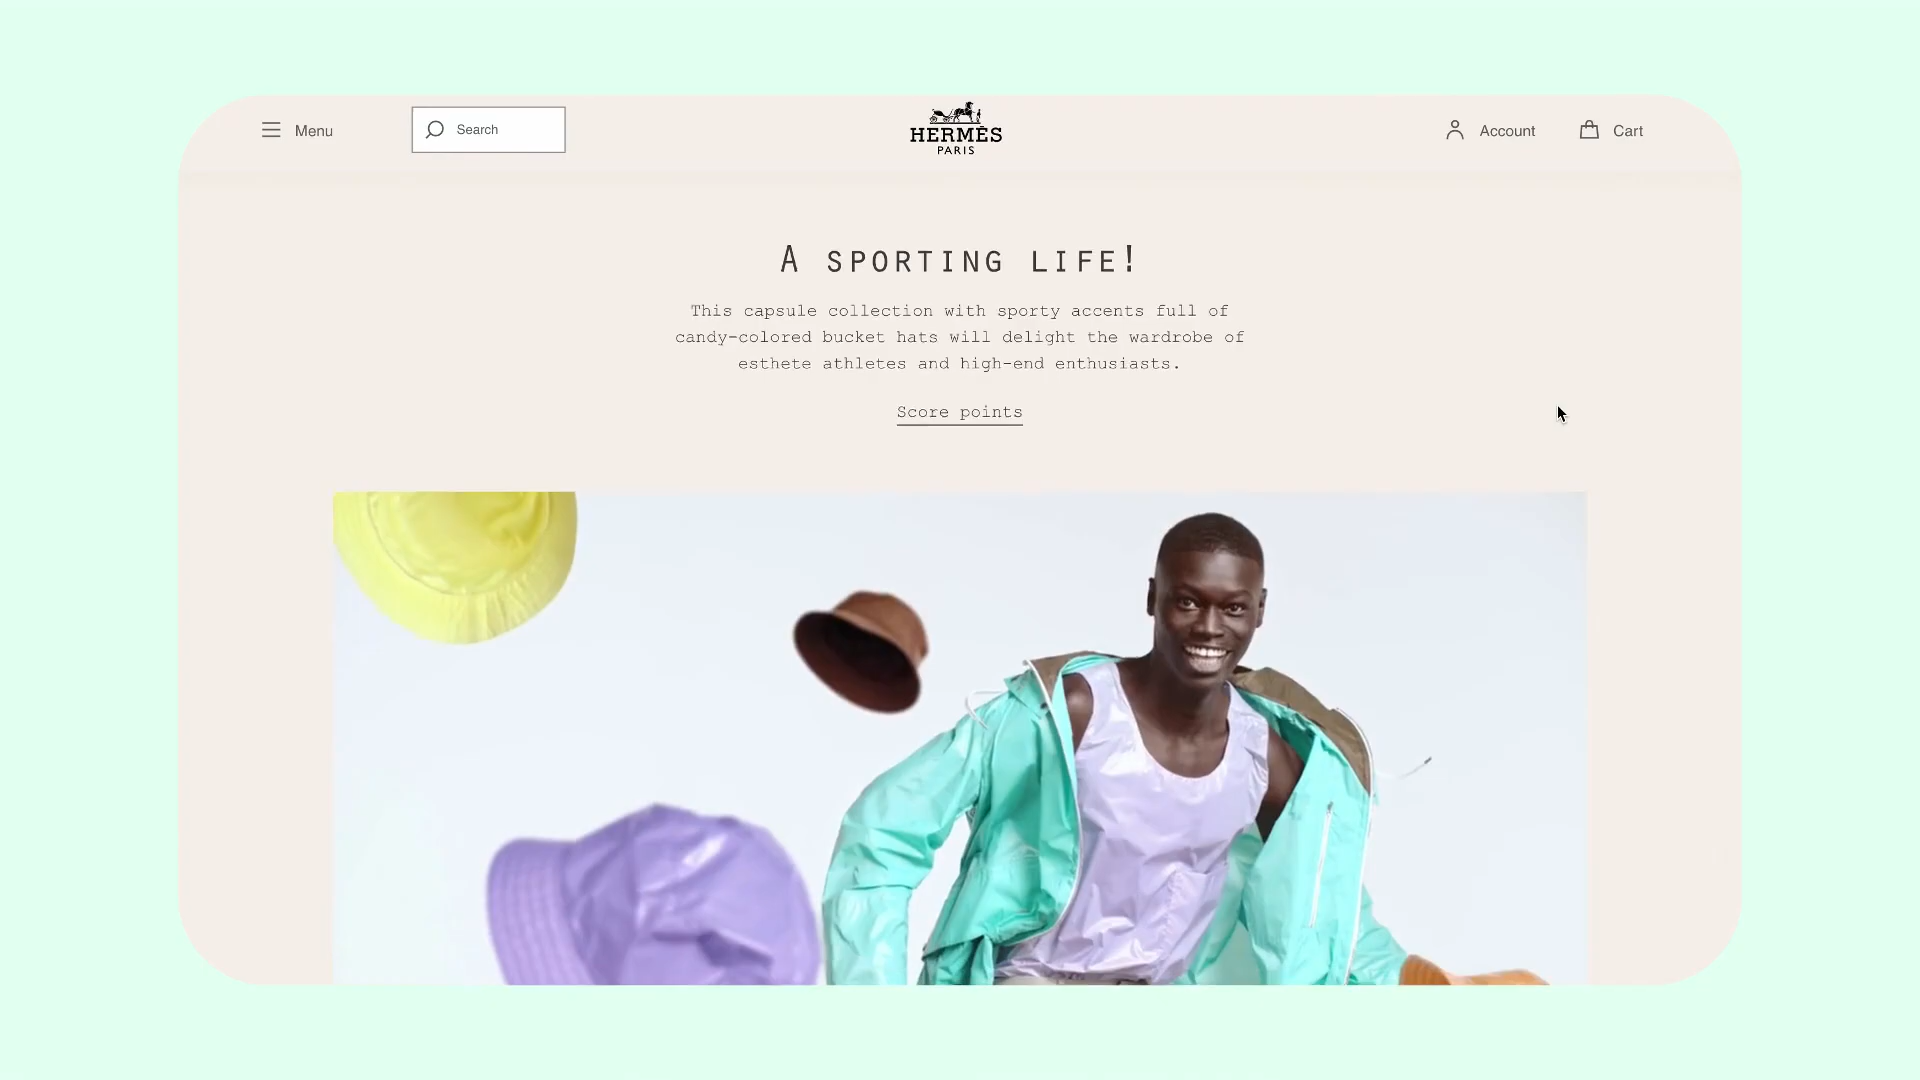 Menu
Search
HERMÈS
PARIS
Account
Cart
A SPORTING LIFE!
This capsule collection with sporty accents full of
candy-colored bucket hats will delight the wardrobe of
esthete athletes and high-end enthusiasts.
Score points